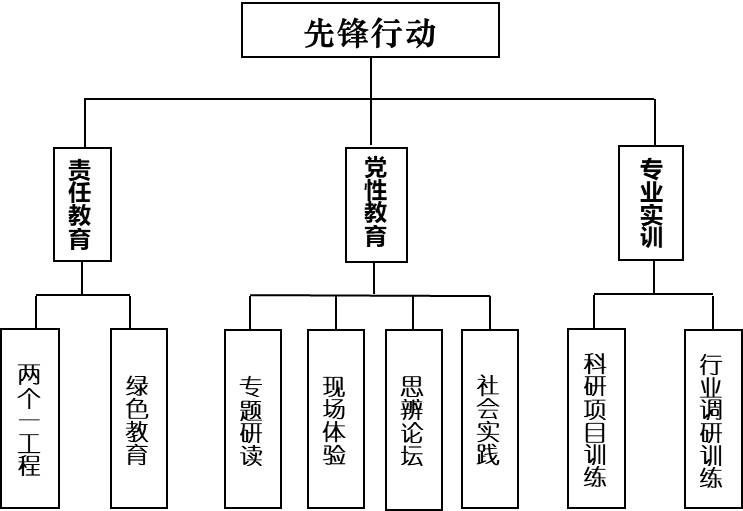 先锋行动
责任教育
党性教育
专业实训
两个一工程
绿色教育
专题研读
现场体验
思辨论坛
社会实践
科研项目训练
行业调研训练